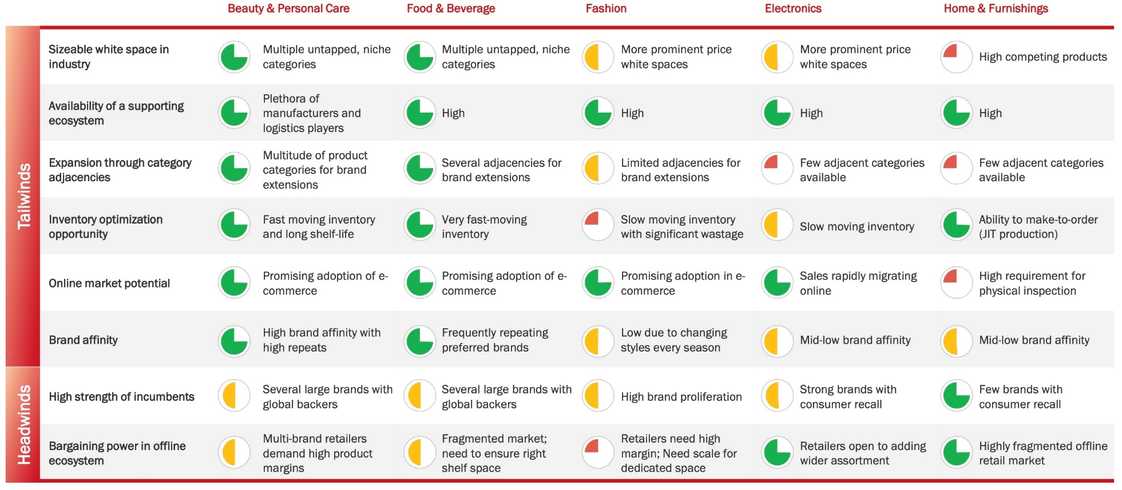 Beauty & Personal Care
Food & Beverage
Fashion
Electronics
Home & Furnishings
Tailwinds
Sizeable white space in
industry
Multiple untapped, niche
categories
Multiple untapped, niche
categories
More prominent price
white spaces
More prominent price
white spaces
High competing products
Availability of a supporting
ecosystem
Plethora of
manufacturers and
logistics players
High
High
High
High
Expansion through category
adjacencies
Multitude of product
categories for brand
extensions
Several adjacencies for
brand extensions
Limited adjacencies for
brand extensions
Few adjacent categories
available
Few adjacent categories
available
Inventory optimization
opportunity
Fast moving inventory
and long shelf-life
Very fast-moving
inventory
Slow moving inventory
with significant wastage
Slow moving inventory
Ability to make-to-order
(JIT production)
Online market potential
Promising adoption of e-
commerce
Promising adoption of e-
commerce
Promising adoption in e-
commerce
Sales rapidly migrating
online
High requirement for
physical inspection
Brand affinity
High brand affinity with
high repeats
Frequently repeating
preferred brands
Low due to changing
styles every season
Mid-low brand affinity
Mid-low brand affinity
Headwinds
High strength of incumbents
Several large brands with
global backers
Several large brands with
global backers
High brand proliferation
Strong brands with
consumer recall
Few brands with
consumer recall
Bargaining power in offline
ecosystem
Multi-brand retailers
demand high product
margins
Fragmented market;
need to ensure right
shelf space
Retailers need high
margin; Need scale for
dedicated space
Retailers open to adding
wider assortment
Highly fragmented offline
retail market